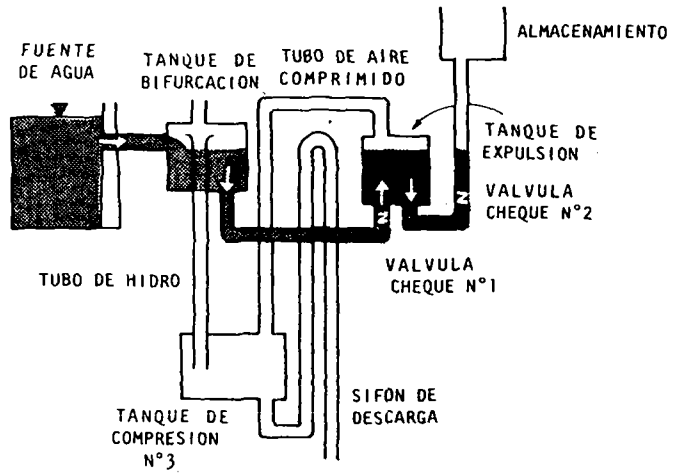 FUENTE
DE AGUA
TANQUE DE
BIFURCACION
TUBO DE AIRE
COMPRIMIDO
ALMACENAMIENTO
TANQUE DE
EXPULSION
VALVULA
CHEQUE N°2
N
N
VALVULA
CHEQUE N°1
TUBO DE HIDRO
TANQUE DE
COMPRESION
N°3
SIFON DE
DESCARGA